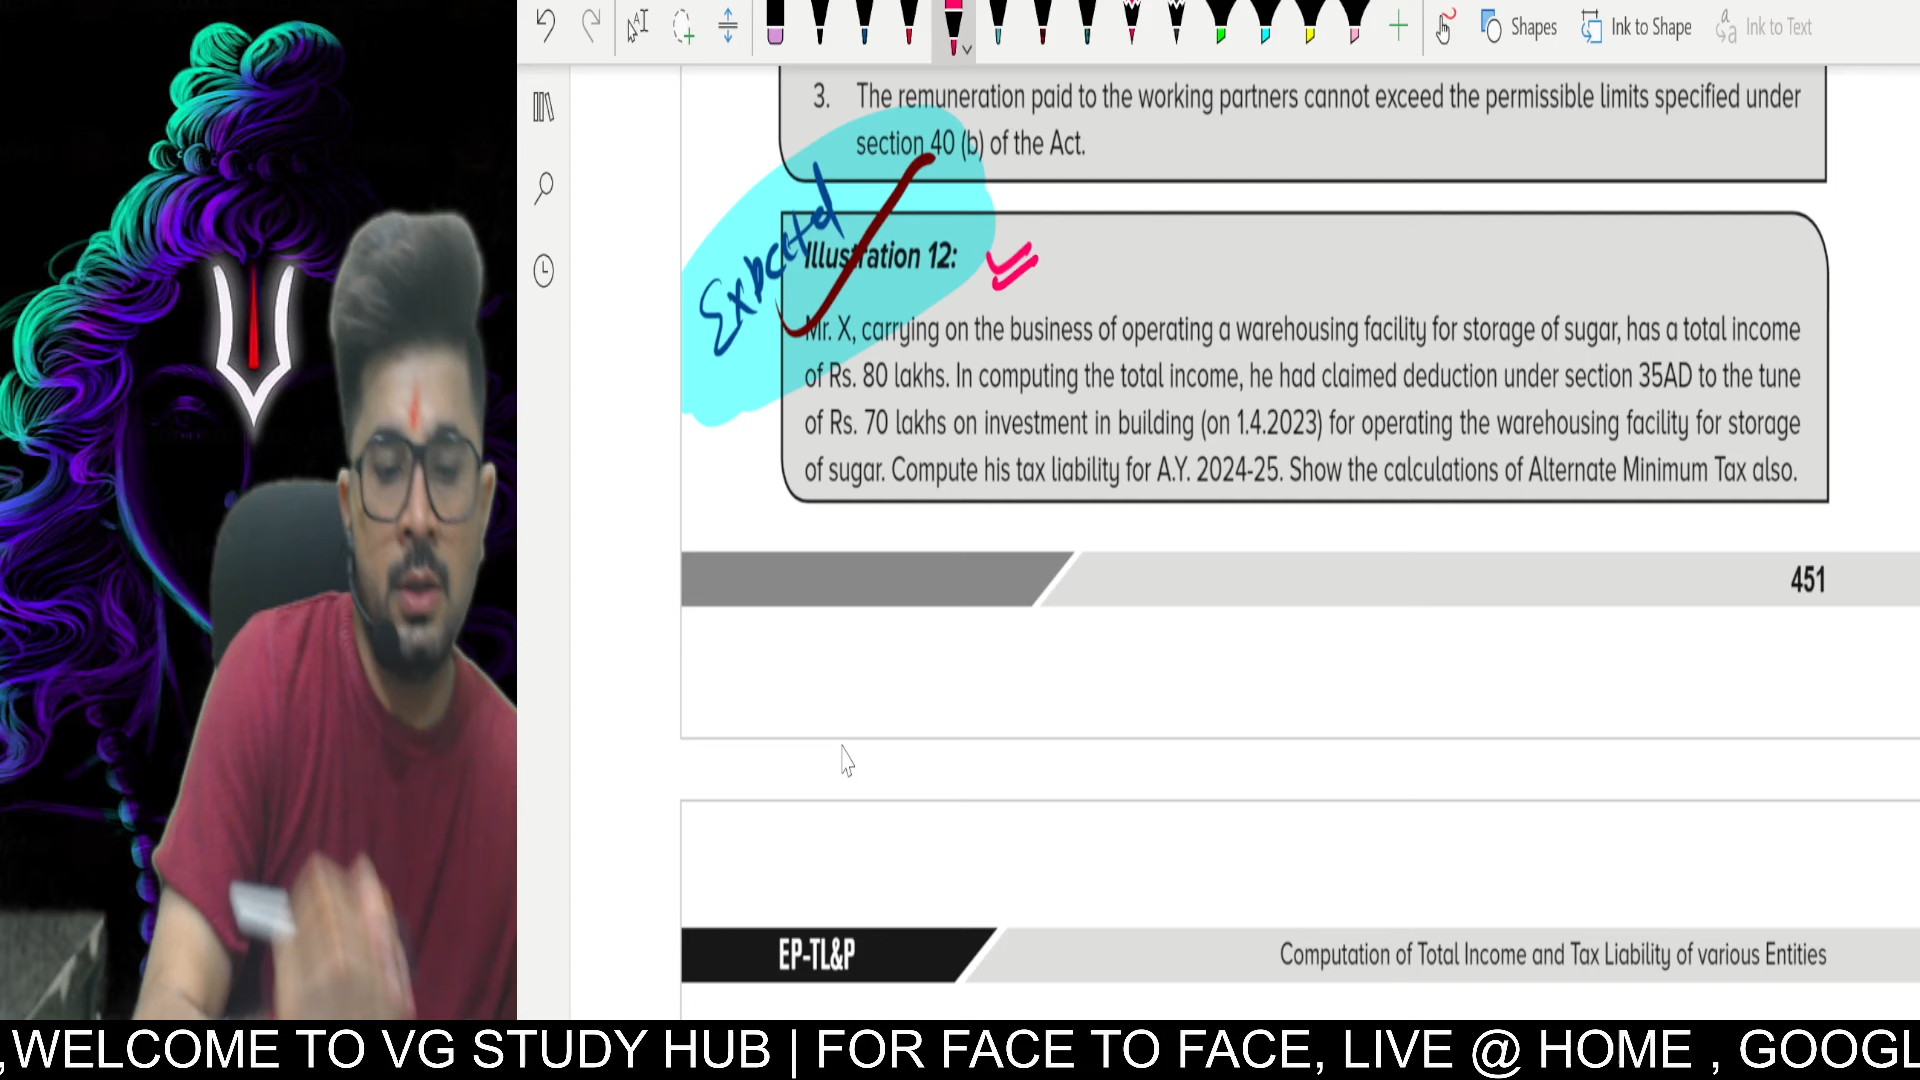 Shapes
Ink to Shape
Ink to Text
3. The remuneration paid to the working partners cannot exceed the permissible limits specified under
section 40 (b) of the Act.
Expected
Illustration 12:
Mr. X, carrying on the business of operating a warehousing facility for storage of sugar, has a total income
of Rs. 80 lakhs. In computing the total income, he had claimed deduction under section 35AD to the tune
of Rs. 70 lakhs on investment in building (on 1.4.2023) for operating the warehousing facility for storage
of sugar. Compute his tax liability for A.Y. 2024-25. Show the calculations of Alternate Minimum Tax also.
451
EP-TL&P
Computation of Total Income and Tax Liability of various Entities
,WELCOME TO VG STUDY HUB | FOR FACE TO FACE, LIVE @ HOME , GOOGL